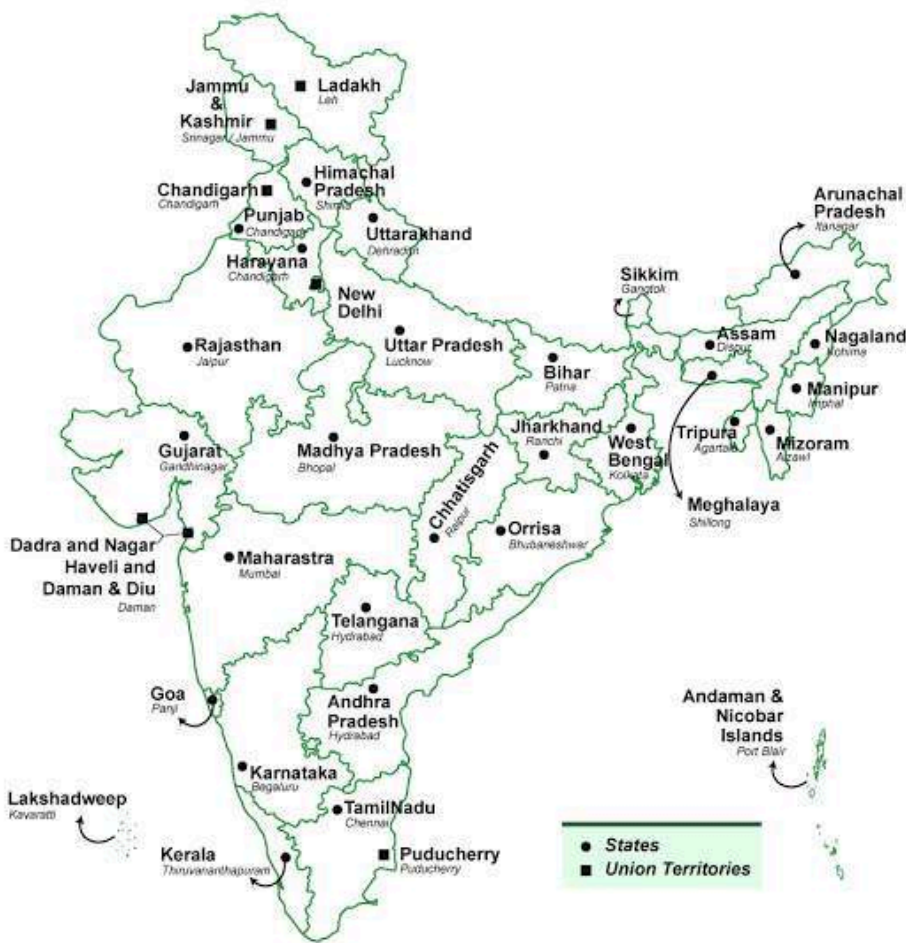 Ladakh
Leh
Jammu
&
Kashmir
Srinagar / Jammu
Himachal
Pradesh
Shimla
Chandigarh
Chandigarh
Punjab
Chandigarh
Uttarakhand
Dehradun
Harayana
Chandigarh
New
Delhi
Arunachal
Pradesh
Itanagar
Sikkim
Gangtok
Rajasthan
Jaipur
Uttar Pradesh
Lucknow
Bihar
Patna
Assam
Dispur
Nagaland
Kohima
Manipur
Imphal
Gujarat
Gandhinagar
Madhya Pradesh
Bhopal
Jharkhand
Ranchi
West
Bengal
Kolkata
Tripura
Agartala
Mizoram
Aizawl
Chhatisgarh
Raipur
Meghalaya
Shillong
Orrisa
Bhubaneshwar
Dadra and Nagar
Haveli and
Daman & Diu
Daman
Maharastra
Mumbai
Telangana
Hydrabad
Goa
Panji
Andhra
Pradesh
Hydrabad
Andaman &
Nicobar
Islands
Port Blair
Karnataka
Begaluru
Lakshadweep
Kavaratti
TamilNadu
Chennai
Kerala
Thiruvananthapuram
Puducherry
Puducherry
States
Union Territories